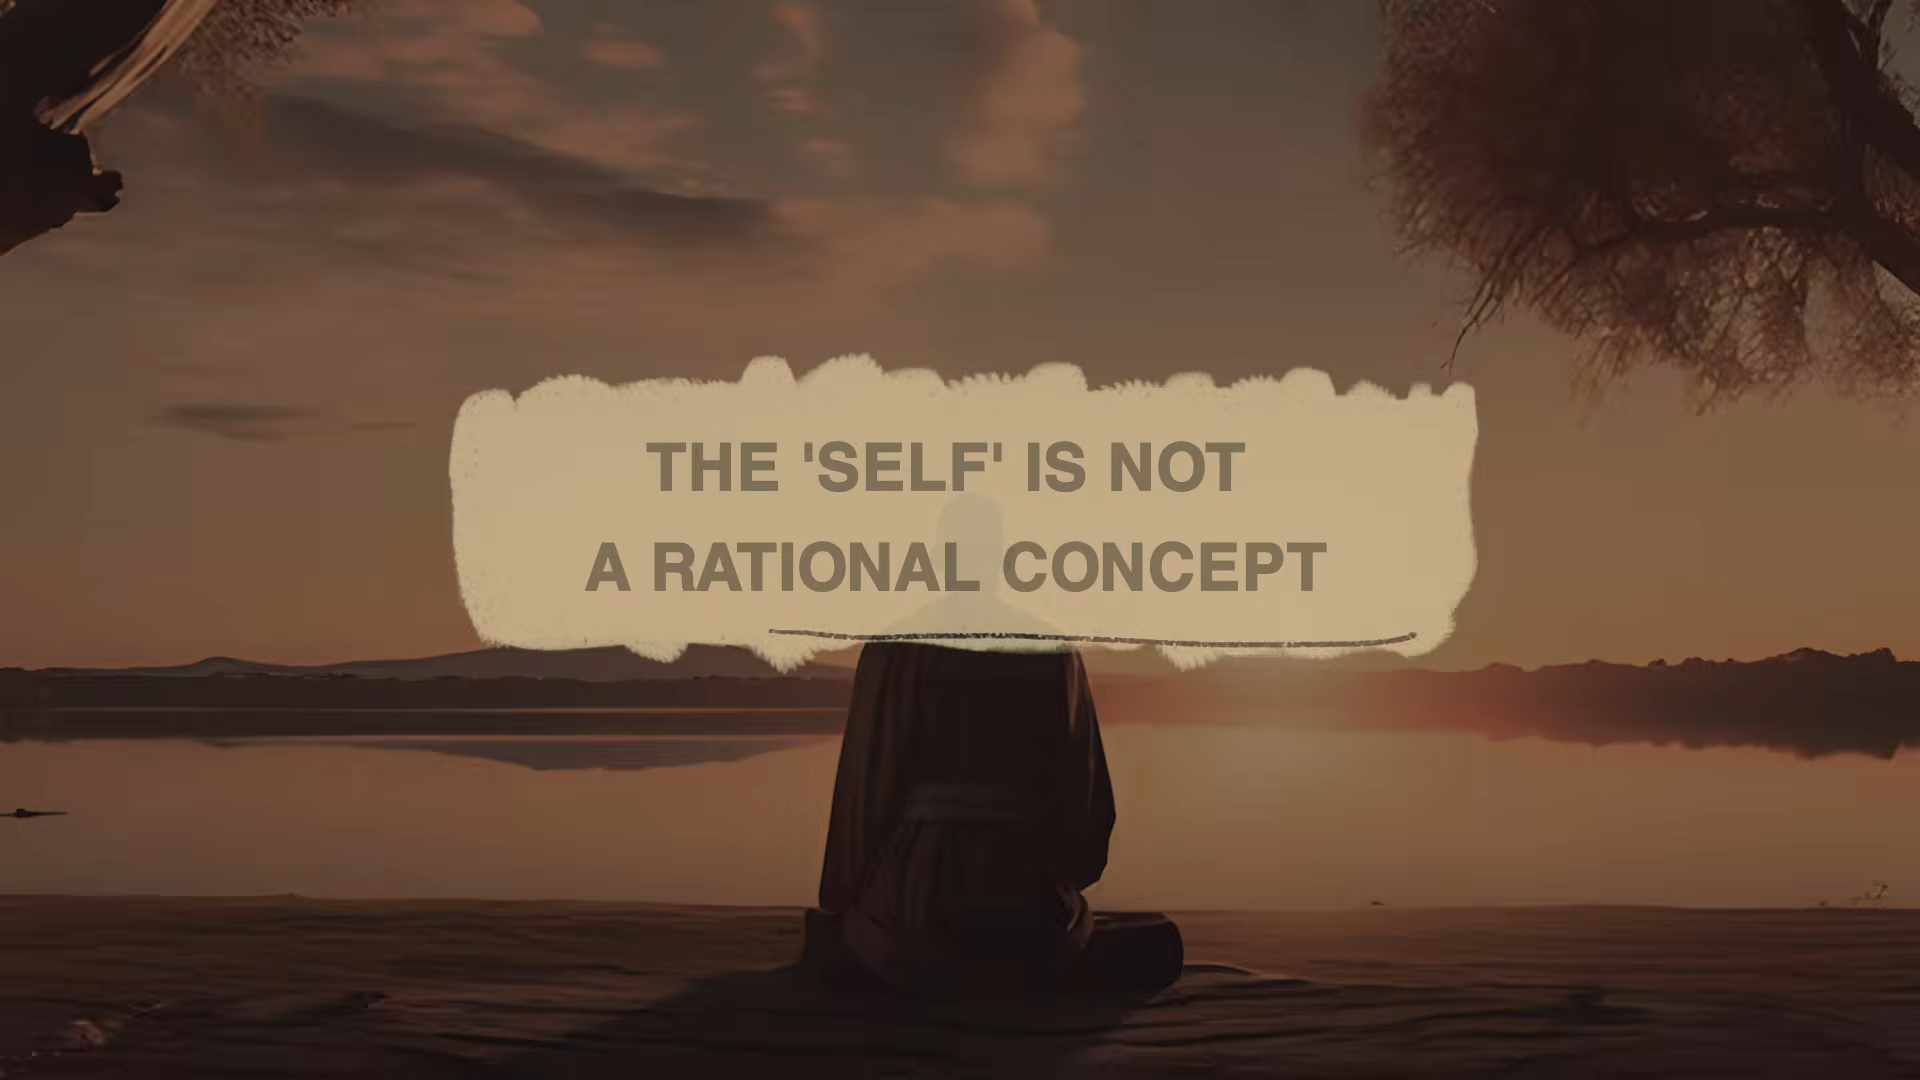 THE 'SELF' IS NOT
A RATIONAL CONCEPT